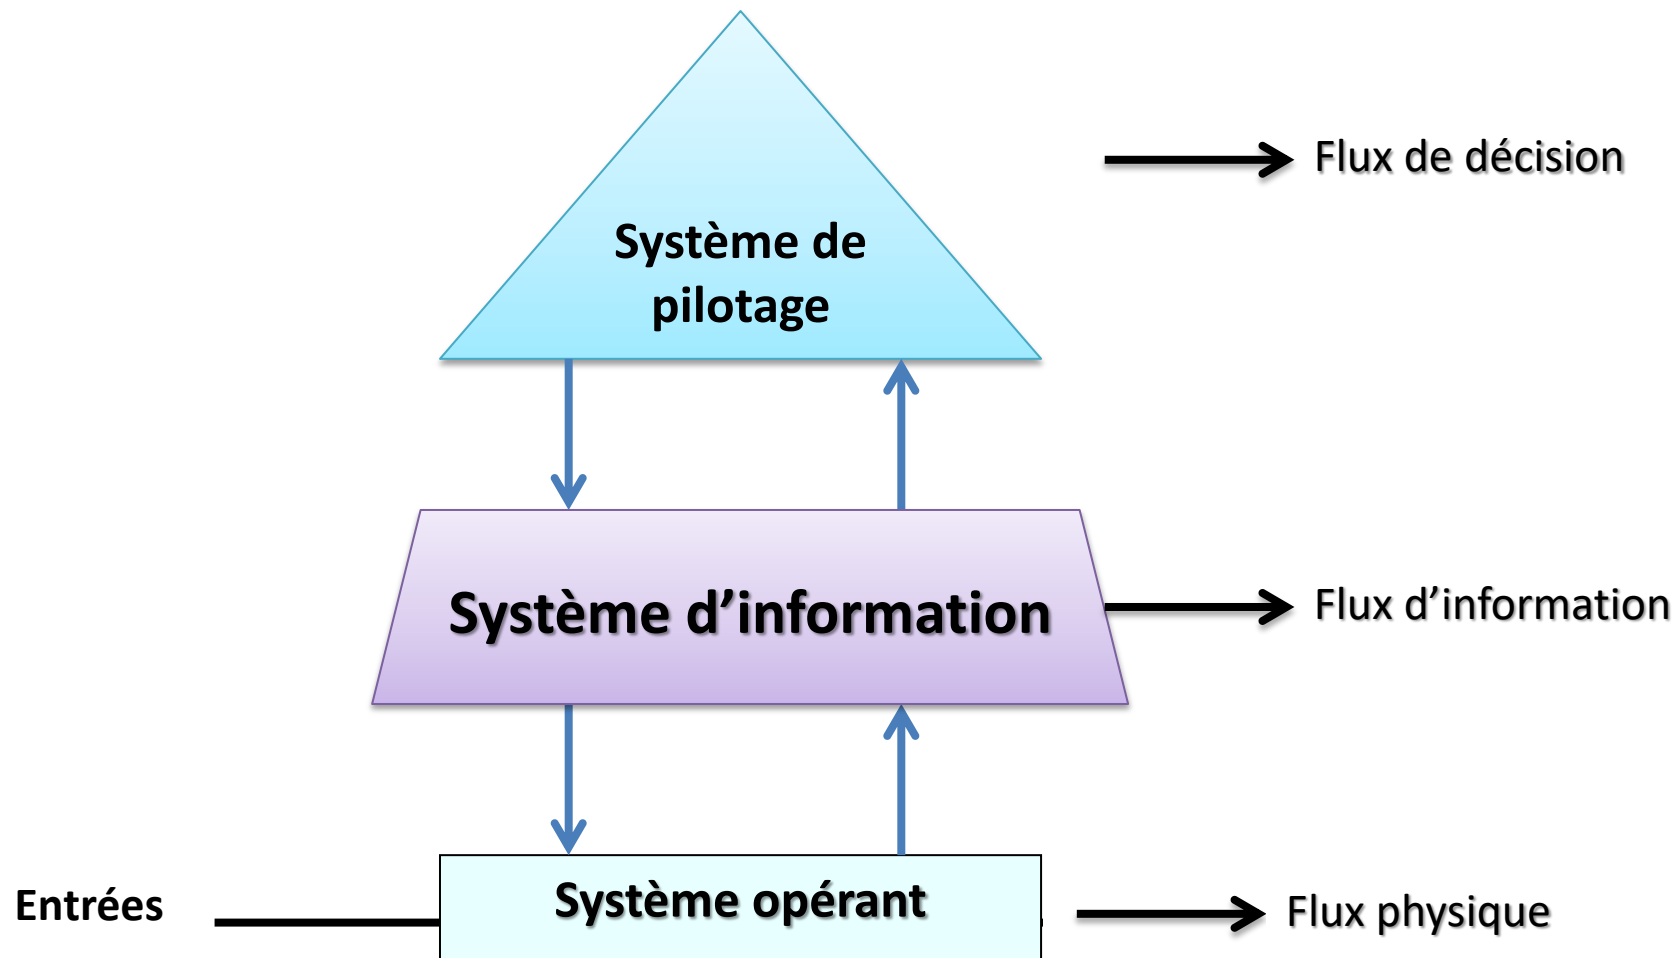 Flux de décision
Système de
pilotage
Système d’information
Flux d’information
Entrées
Système opérant
Flux physique